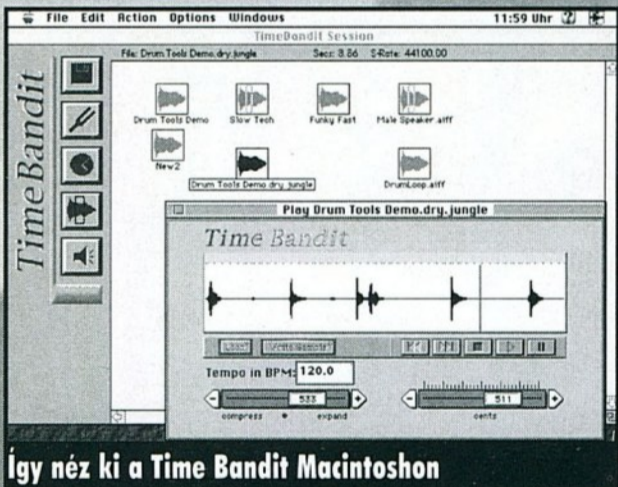 File Edit Action Options Windows 11:59 Uhr
TimeBandit Session
File: Drum Tools Demo.dry.jungle Secs: 3.86 S-Rate: 44100.00
Time Bandit
Drum Tools Demo Slow Tech Funky Fast Male Speaker.aiff
New2
Drum Tools Demo.dry.jungle DrumLoop.aiff
Play Drum Tools Demo.dry.jungle
Time Bandit
Tempo in BPM: 120.0
- 533 +
compress expand
- 511 +
cents
Így néz ki a Time Bandit Macintoshon